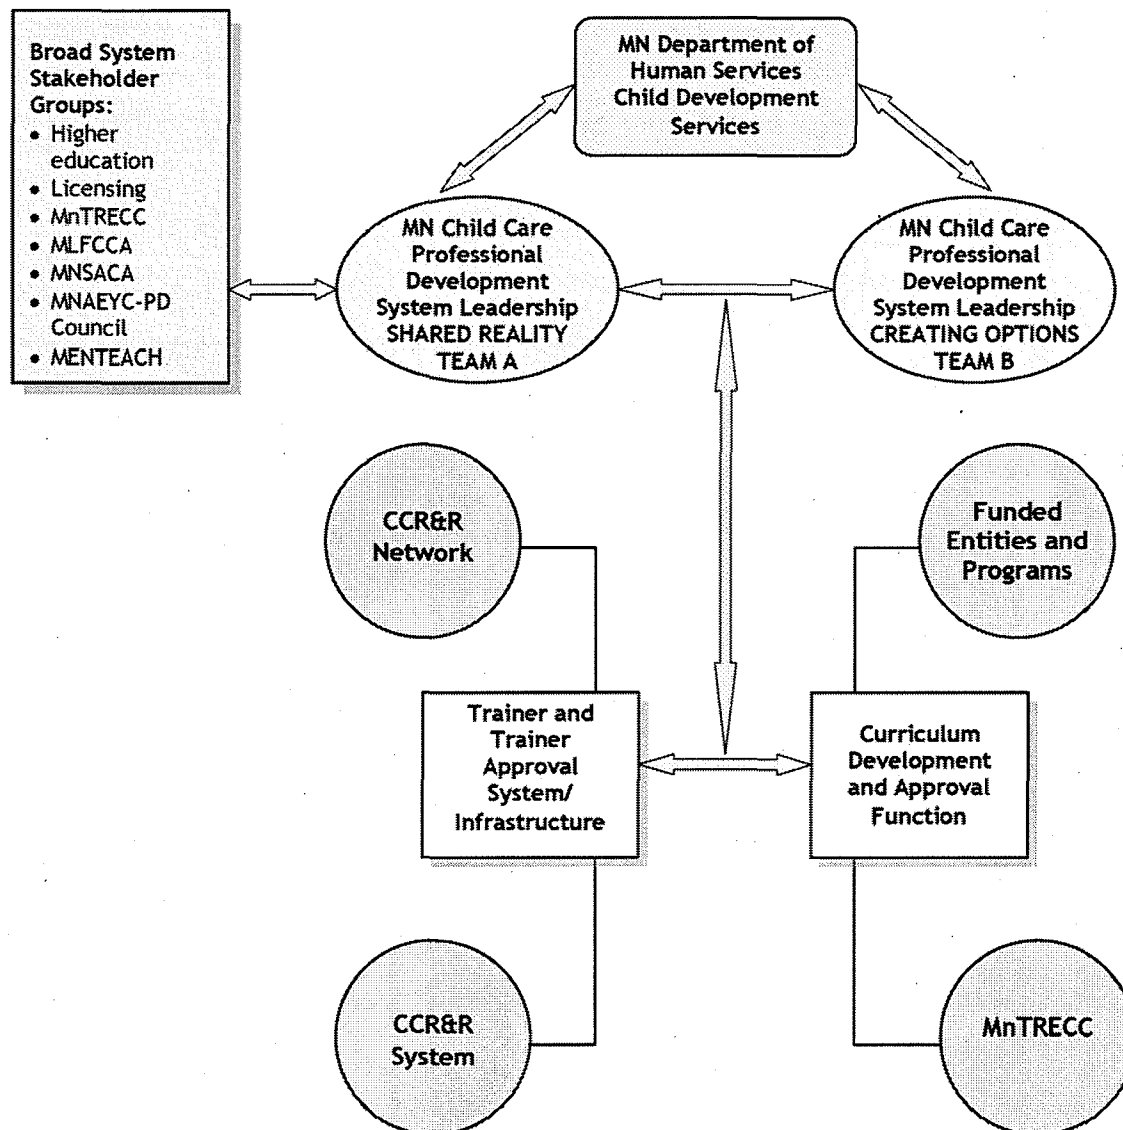 Broad System
Stakeholder
Groups:
• Higher
education
• Licensing
• MnTRECC
• MLFCCA
• MNSACA
• MNAEYC-PD
Council
• MENTEACH
MN Department of
Human Services
Child Development
Services
MN Child Care
Professional
Development
System Leadership
SHARED REALITY
TEAM A
MN Child Care
Professional
Development
System Leadership
CREATING OPTIONS
TEAM B
CCR&R
Network
Funded
Entities and
Programs
Trainer and
Trainer
Approval
System/
Infrastructure
Curriculum
Development
and Approval
Function
CCR&R
System
MnTRECC